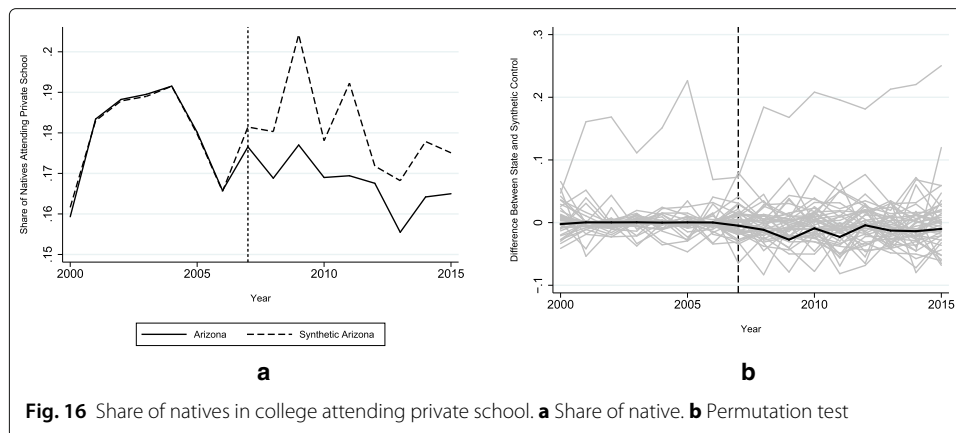 Share of Natives Attending Private School
.2
.19
.18
.17
.16
.15
2000
2005
2010
2015
Year
Arizona
Synthetic Arizona
a
Difference Between State and Synthetic Control
.3
.2
.1
0
-.1
2000
2005
2010
2015
Year
b
Fig. 16 Share of natives in college attending private school. a Share of native. b Permutation test